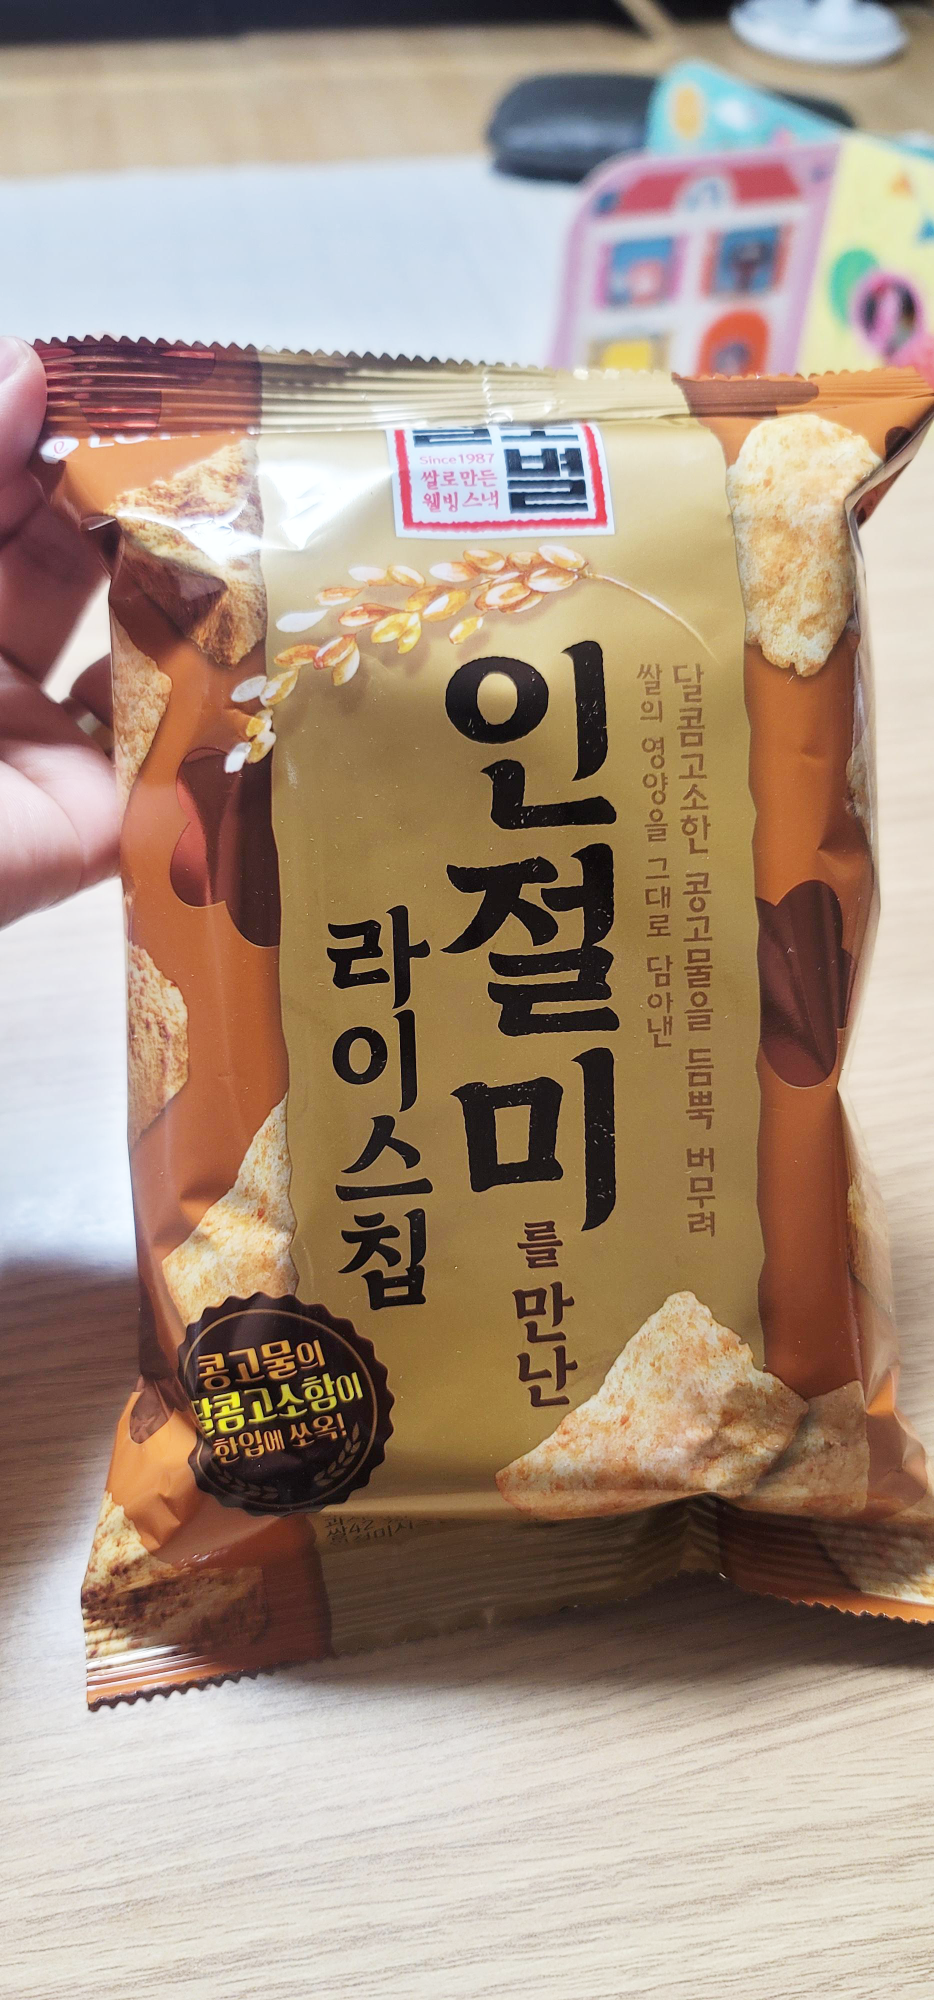 Since1987
쌀로만든
웰빙스낵
별
달콤고소한 콩고물을 듬뿍 버무려
쌀의 영양을 그대로 담아낸
인절미를 만난
라이스칩
콩고물의
달콤고소함이
한입에 쏘옥!